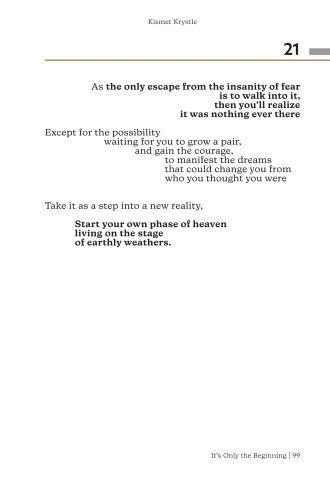 Kismet Krystle
21
As the only escape from the insanity of fear
is to walk into it,
then you'll realize
it was nothing ever there
Except for the possibility
waiting for you to grow a pair,
and gain the courage,
to manifest the dreams
that could change you from
who you thought you were
Take it as a step into a new reality,
Start your own phase of heaven
living on the stage
of earthly weathers.
It's Only the Beginning | 99